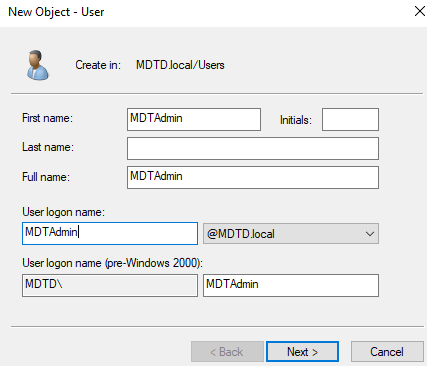 New Object - User
Create in: MDTD.local/Users
First name: MDTAdmin Initials:
Last name:
Full name: MDTAdmin
User logon name:
MDTAdmin @MDTD.local
User logon name (pre-Windows 2000):
MDTD\ MDTAdmin
< Back Next > Cancel